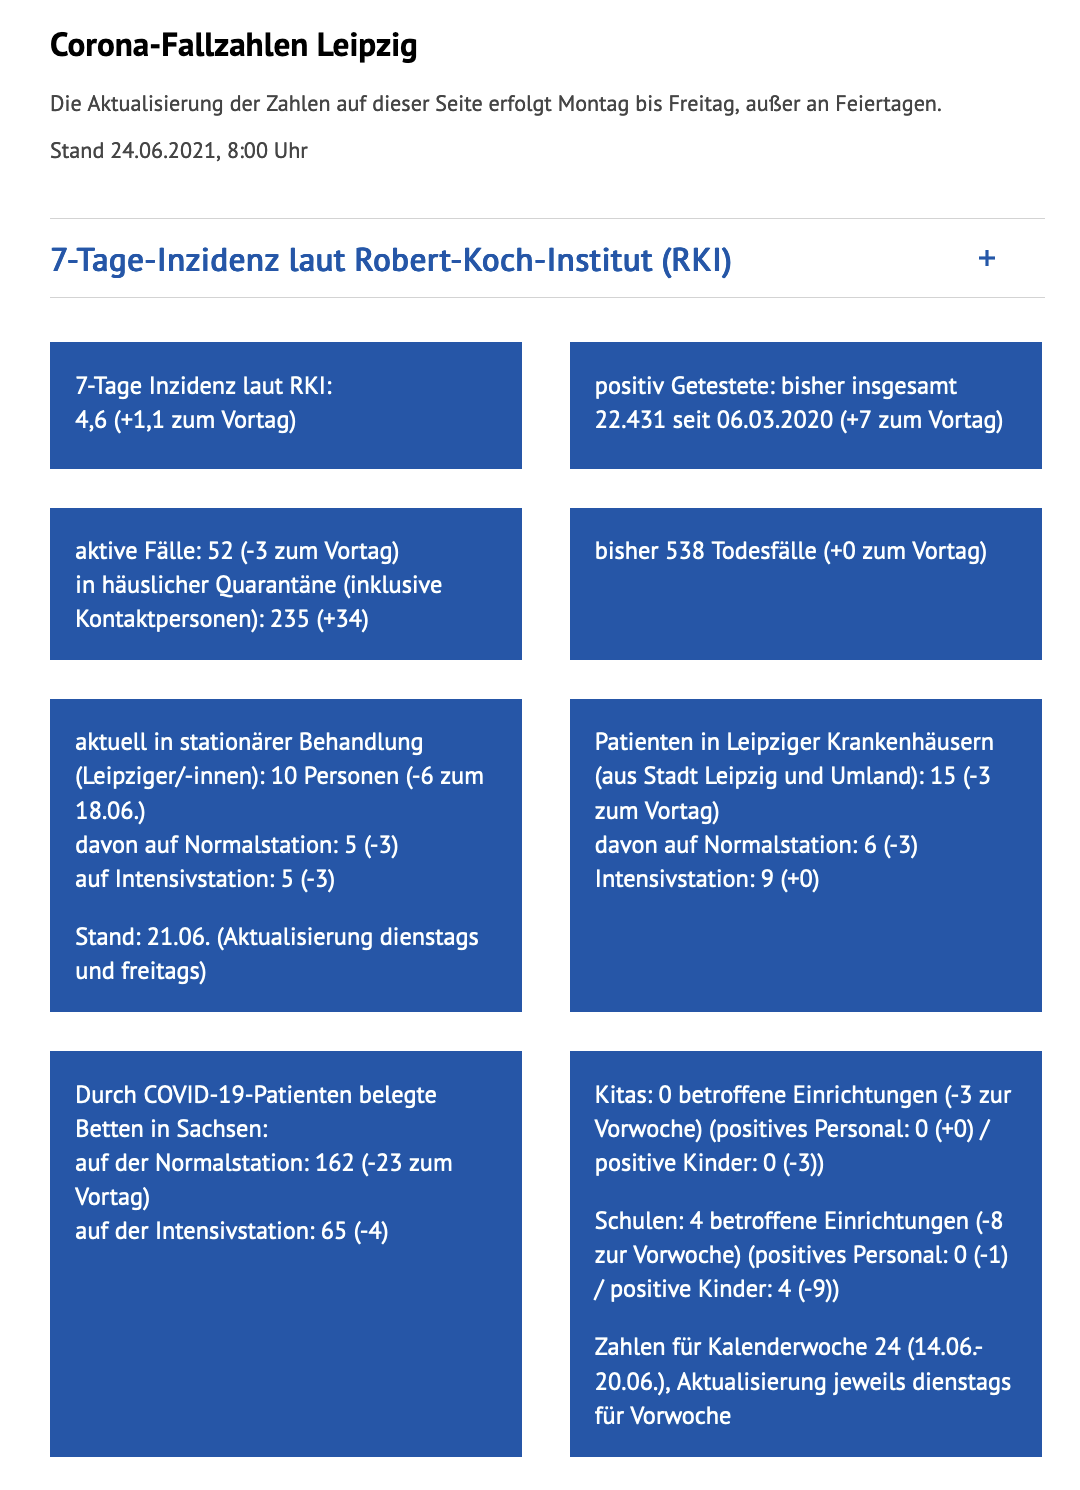 Corona-Fallzahlen Leipzig
Die Aktualisierung der Zahlen auf dieser Seite erfolgt Montag bis Freitag, außer an Feiertagen.
Stand 24.06.2021, 8:00 Uhr
7-Tage-Inzidenz laut Robert-Koch-Institut (RKI) +
7-Tage Inzidenz laut RKI:
4,6 (+1,1 zum Vortag)
positiv Getestete: bisher insgesamt
22.431 seit 06.03.2020 (+7 zum Vortag)
aktive Fälle: 52 (-3 zum Vortag)
in häuslicher Quarantäne (inklusive
Kontaktpersonen): 235 (+34)
bisher 538 Todesfälle (+0 zum Vortag)
aktuell in stationärer Behandlung
(Leipziger/-innen): 10 Personen (-6 zum
18.06.)
davon auf Normalstation: 5 (-3)
auf Intensivstation: 5 (-3)
Stand: 21.06. (Aktualisierung dienstags
und freitags)
Patienten in Leipziger Krankenhäusern
(aus Stadt Leipzig und Umland): 15 (-3
zum Vortag)
davon auf Normalstation: 6 (-3)
Intensivstation: 9 (+0)
Durch COVID-19-Patienten belegte
Betten in Sachsen:
auf der Normalstation: 162 (-23 zum
Vortag)
auf der Intensivstation: 65 (-4)
Kitas: 0 betroffene Einrichtungen (-3 zur
Vorwoche) (positives Personal: 0 (+0) /
positive Kinder: 0 (-3))
Schulen: 4 betroffene Einrichtungen (-8
zur Vorwoche) (positives Personal: 0 (-1)
/ positive Kinder: 4 (-9))
Zahlen für Kalenderwoche 24 (14.06.-
20.06.), Aktualisierung jeweils dienstags
für Vorwoche